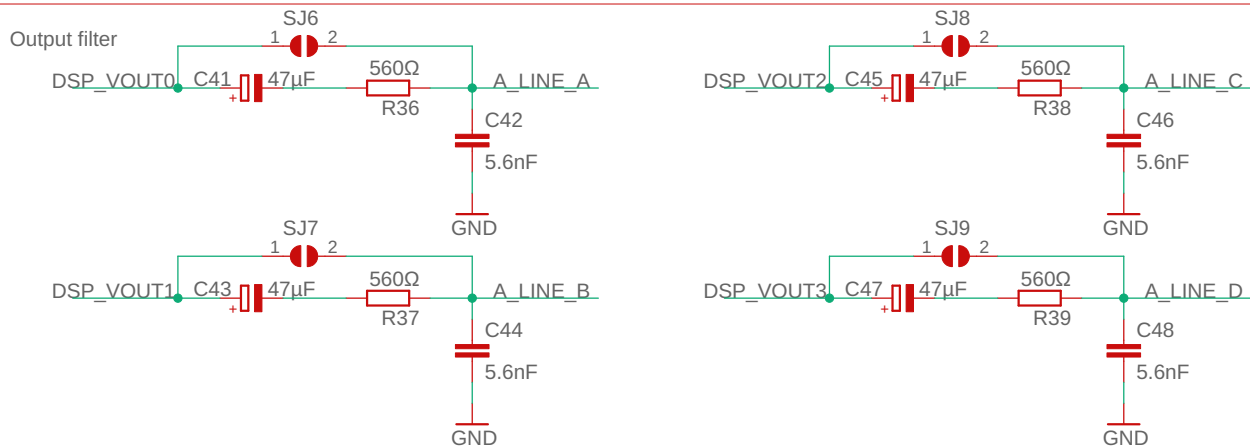 Output filter
SJ6
1 2
DSP_VOUT0 C41 47µF 560Ω A_LINE_A
+
R36
C42
5.6nF
GND
SJ8
1 2
DSP_VOUT2 C45 47µF 560Ω A_LINE_C
+
R38
C46
5.6nF
GND
SJ7
1 2
DSP_VOUT1 C43 47µF 560Ω A_LINE_B
+
R37
C44
5.6nF
GND
SJ9
1 2
DSP_VOUT3 C47 47µF 560Ω A_LINE_D
+
R39
C48
5.6nF
GND